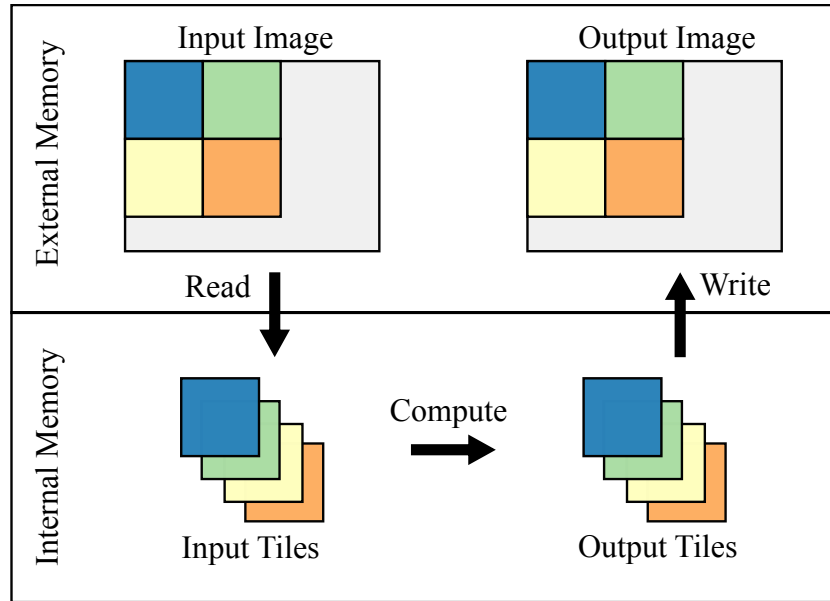 External Memory
Input Image
Output Image
Read
Write
Internal Memory
Compute
Input Tiles
Output Tiles